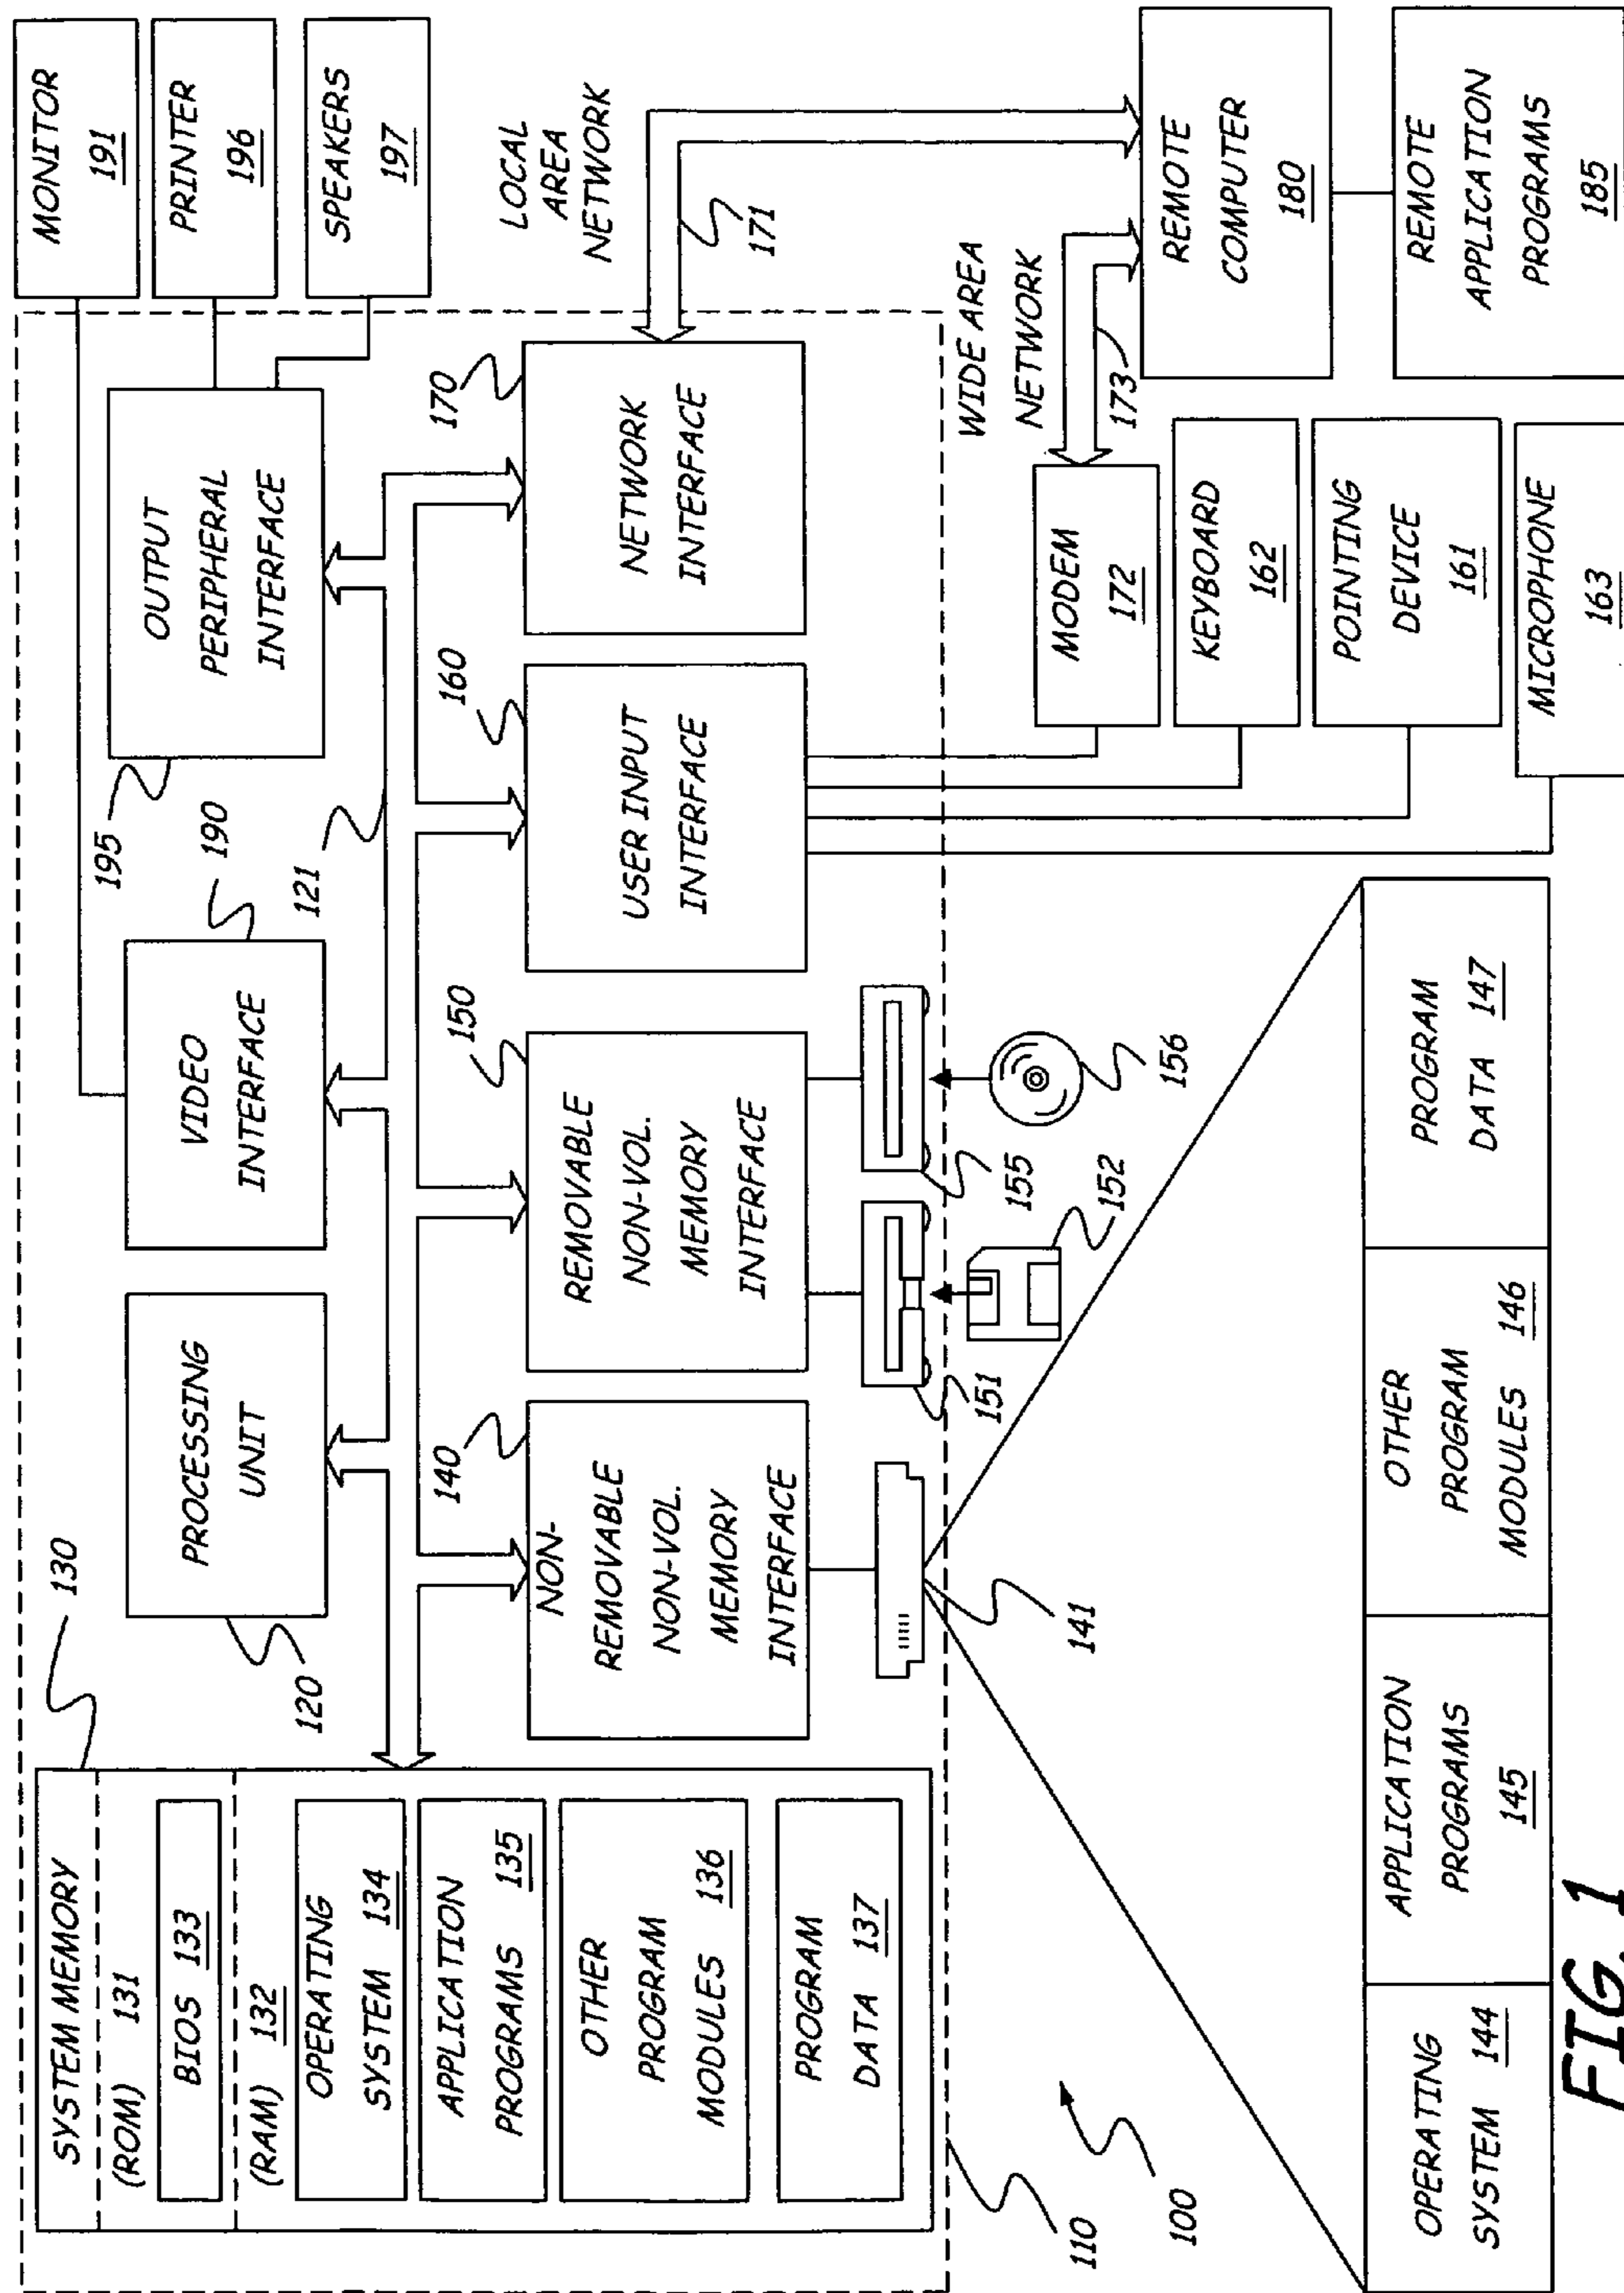 SYSTEM MEMORY
(ROM) 131
BIOS 133
(RAM) 132
OPERATING
SYSTEM 134
APPLICATION
PROGRAMS 135
OTHER
PROGRAM
MODULES 136
PROGRAM
DATA 137
130
PROCESSING
UNIT
120
VIDEO
INTERFACE
190
OUTPUT
PERIPHERAL
INTERFACE
195
121
MONITOR
191
PRINTER
196
SPEAKERS
197
NON-
REMOVABLE
NON-VOL.
MEMORY
INTERFACE
140
REMOVABLE
NON-VOL.
MEMORY
INTERFACE
150
USER INPUT
INTERFACE
160
NETWORK
INTERFACE
170
LOCAL
AREA
NETWORK
171
141
151
152
155
156
WIDE AREA
NETWORK
173
MODEM
172
KEYBOARD
162
POINTING
DEVICE
161
MICROPHONE
163
REMOTE
COMPUTER
180
REMOTE
APPLICATION
PROGRAMS
185
110
100
OPERATING
SYSTEM 144
APPLICATION
PROGRAMS
145
OTHER
PROGRAM
MODULES 146
PROGRAM
DATA 147
FIG. 1